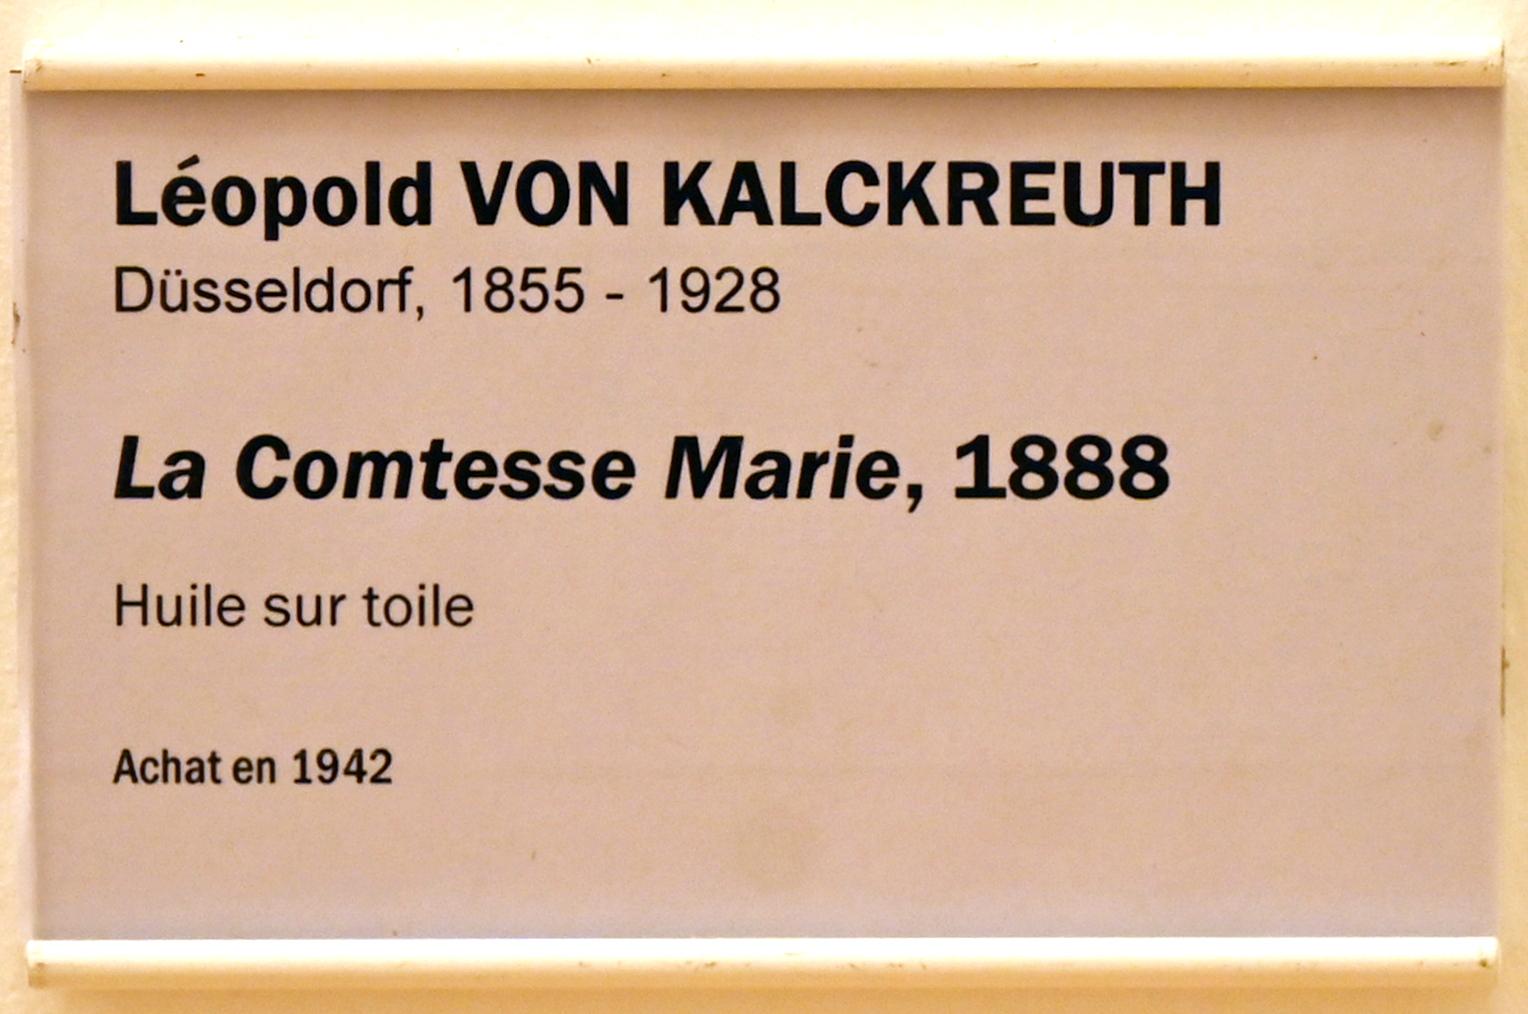 Léopold VON KALCKREUTH
Düsseldorf, 1855 - 1928
La Comtesse Marie, 1888
Huile sur toile
Achat en 1942